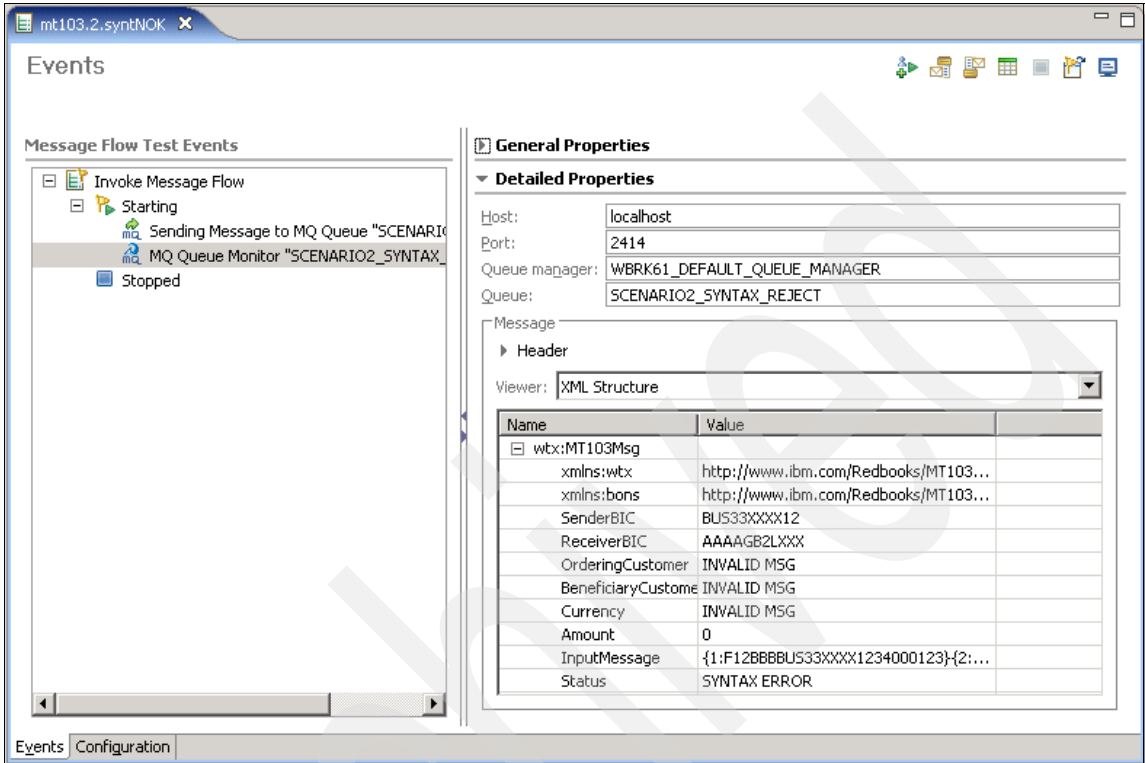 mt103.2.syntNOK
Events
Message Flow Test Events
Invoke Message Flow
Starting
Sending Message to MQ Queue "SCENARI
MQ Queue Monitor "SCENARIO2_SYNTAX_
Stopped
General Properties
Detailed Properties
Host: localhost
Port: 2414
Queue manager: WBRK61_DEFAULT_QUEUE_MANAGER
Queue: SCENARIO2_SYNTAX_REJECT
Message
Header
Viewer: XML Structure
Name Value
wtx:MT103Msg
xmlns:wtx http://www.ibm.com/Redbooks/MT103...
xmlns:bons http://www.ibm.com/Redbooks/MT103...
SenderBIC BUS33XXXX12
ReceiverBIC AAAAGB2LXXX
OrderingCustomer INVALID MSG
BeneficiaryCustome INVALID MSG
Currency INVALID MSG
Amount 0
InputMessage {1:F12BBBBUS33XXXX1234000123}{2:...
Status SYNTAX ERROR
Events Configuration